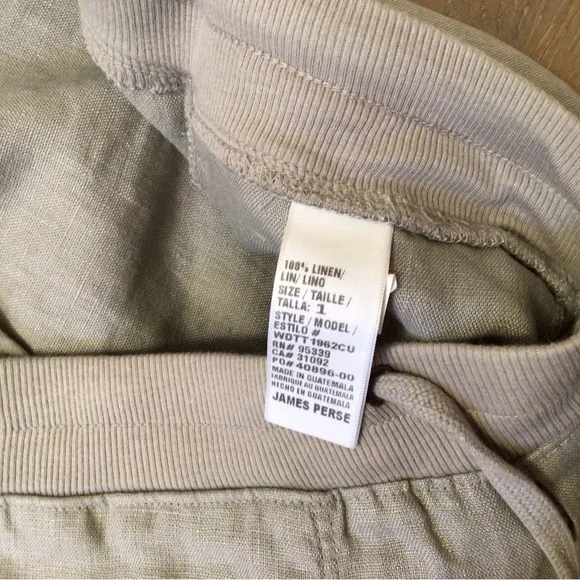 100% LINEN/
LIN/ LINO
SIZE / TAILLE /
TALLA: 1
STYLE / MODEL /
ESTILO #
WDTT1962CU
RN# 95339
CA# 31092
PO# 40896-00
MADE IN GUATEMALA
FABRIQUÉ AU GUATEMALA
HECHO EN GUATEMALA
JAMES PERSE